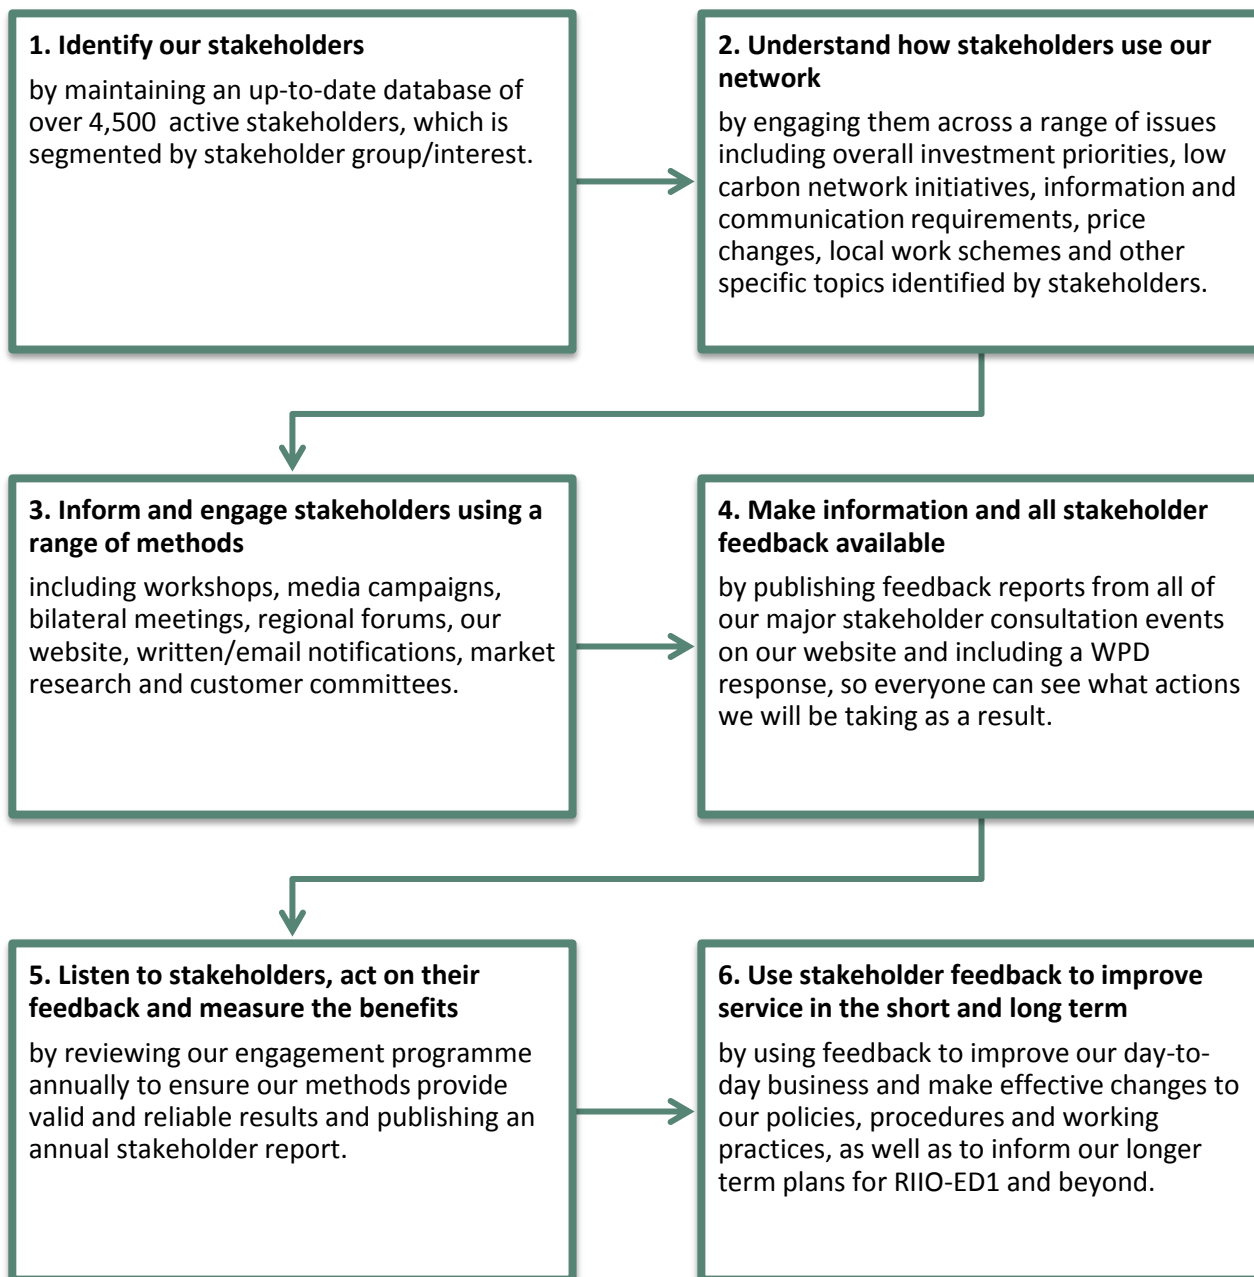 1. Identify our stakeholders
by maintaining an up-to-date database of
over 4,500 active stakeholders, which is
segmented by stakeholder group/interest.
2. Understand how stakeholders use our
network
by engaging them across a range of issues
including overall investment priorities, low
carbon network initiatives, information and
communication requirements, price
changes, local work schemes and other
specific topics identified by stakeholders.
3. Inform and engage stakeholders using a
range of methods
including workshops, media campaigns,
bilateral meetings, regional forums, our
website, written/email notifications, market
research and customer committees.
4. Make information and all stakeholder
feedback available
by publishing feedback reports from all of
our major stakeholder consultation events
on our website and including a WPD
response, so everyone can see what actions
we will be taking as a result.
5. Listen to stakeholders, act on their
feedback and measure the benefits
by reviewing our engagement programme
annually to ensure our methods provide
valid and reliable results and publishing an
annual stakeholder report.
6. Use stakeholder feedback to improve
service in the short and long term
by using feedback to improve our day-to-
day business and make effective changes to
our policies, procedures and working
practices, as well as to inform our longer
term plans for RIIO-ED1 and beyond.